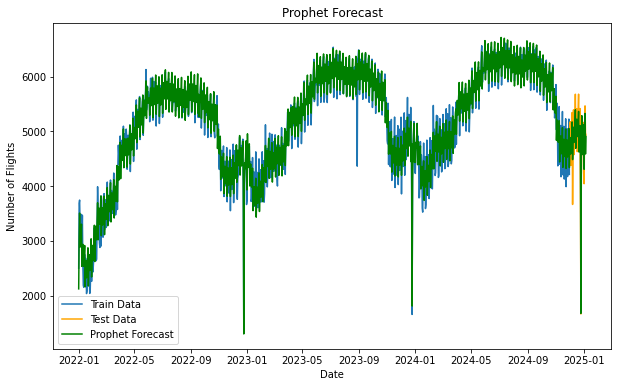 Prophet Forecast
Number of Flights
6000
5000
4000
3000
2000
Train Data
Test Data
Prophet Forecast
2022-01 2022-05 2022-09 2023-01 2023-05 2023-09 2024-01 2024-05 2024-09 2025-01
Date